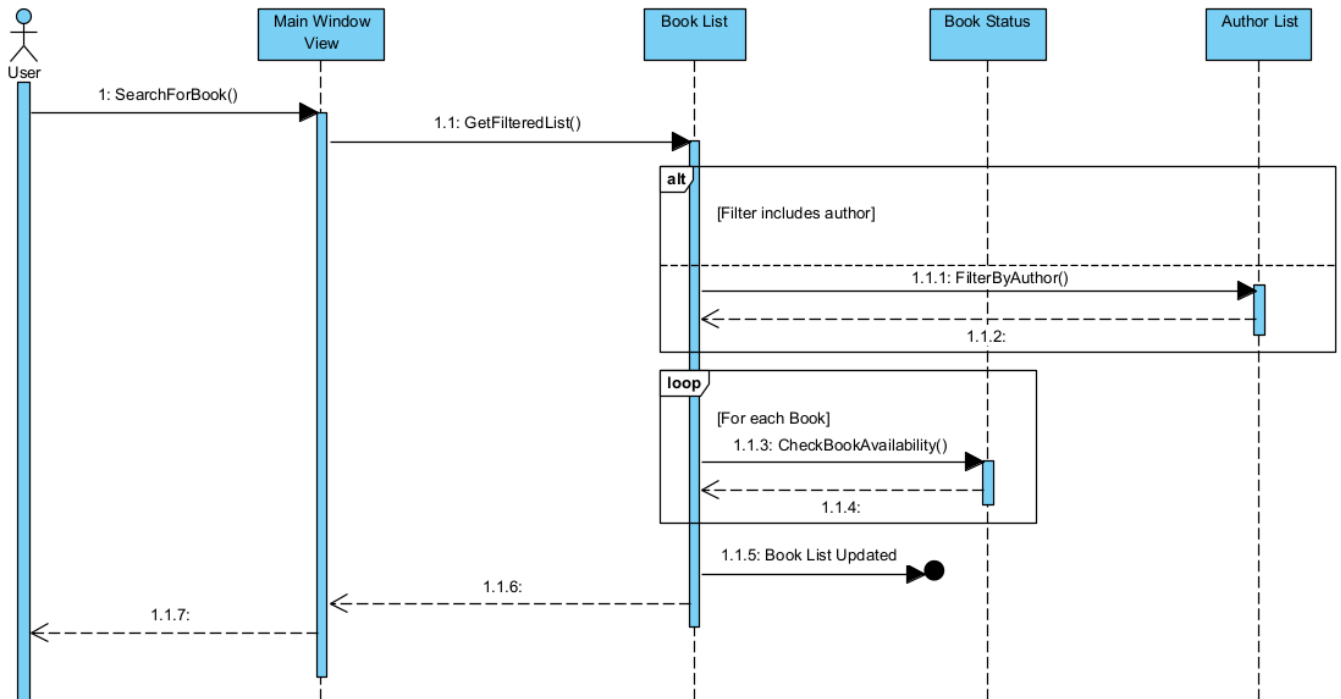 User
Main Window
View
Book List
Book Status
Author List
1: SearchForBook()
1.1: GetFilteredList()
alt
[Filter includes author]
1.1.1: FilterByAuthor()
1.1.2:
loop
[For each Book]
1.1.3: CheckBookAvailability()
1.1.4:
1.1.5: Book List Updated
1.1.6:
1.1.7: